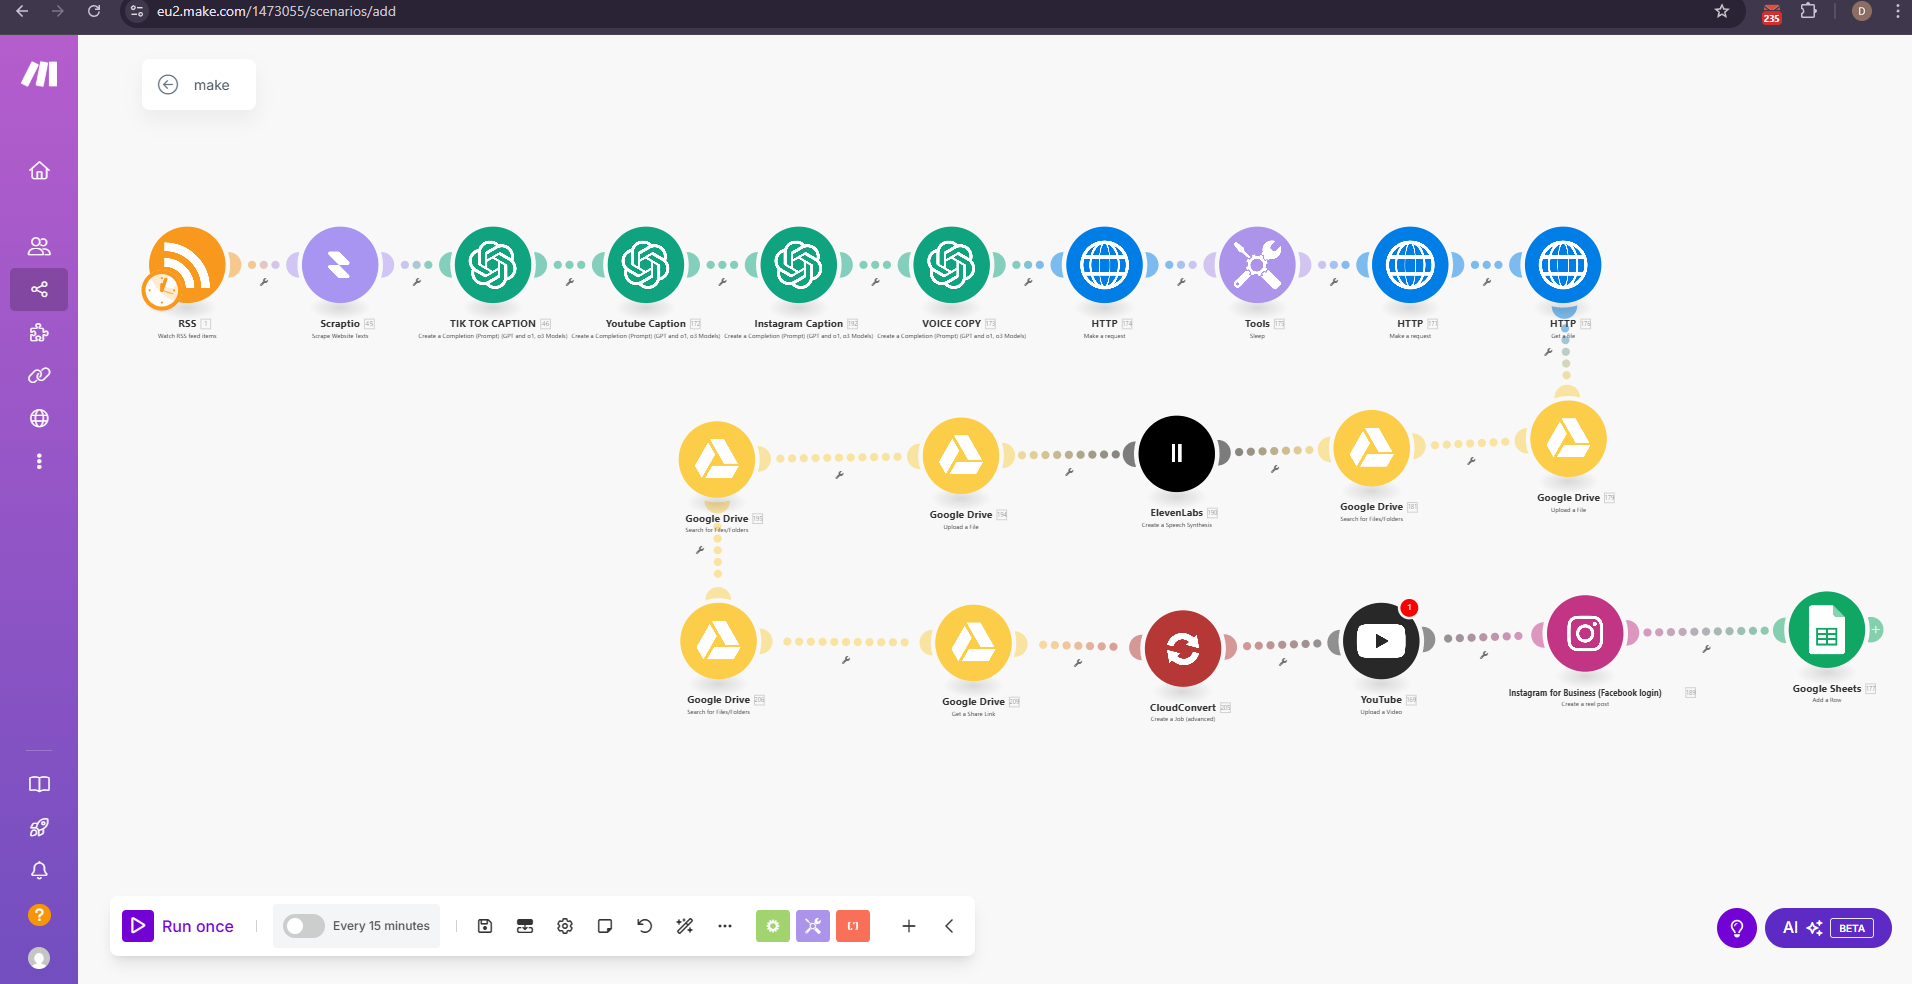 eu2.make.com/1473055/scenarios/add
235
D
make
RSS 1
Watch RSS feed items
Scraptio 45
Scrape Website Texts
TIK TOK CAPTION 46
Create a Completion (Prompt) (GPT and o1, o3 Models)
Youtube Caption 172
Create a Completion (Prompt) (GPT and o1, o3 Models)
Instagram Caption 192
Create a Completion (Prompt) (GPT and o1, o3 Models)
VOICE COPY 173
Create a Completion (Prompt) (GPT and o1, o3 Models)
HTTP 174
Make a request
Tools 175
Sleep
HTTP 171
Make a request
HTTP 176
Get a file
Google Drive 195
Search for Files/Folders
Google Drive 194
Upload a File
ElevenLabs 190
Create a Speech Synthesis
Google Drive 181
Search for Files/Folders
Google Drive 179
Upload a File
Google Drive 206
Search for Files/Folders
Google Drive 209
Get a Share Link
CloudConvert 205
Create a Job (advanced)
1
YouTube 169
Upload a Video
Instagram for Business (Facebook login) 189
Create a reel post
Google Sheets 177
Add a Row
?
Run once
Every 15 minutes
AI
BETA